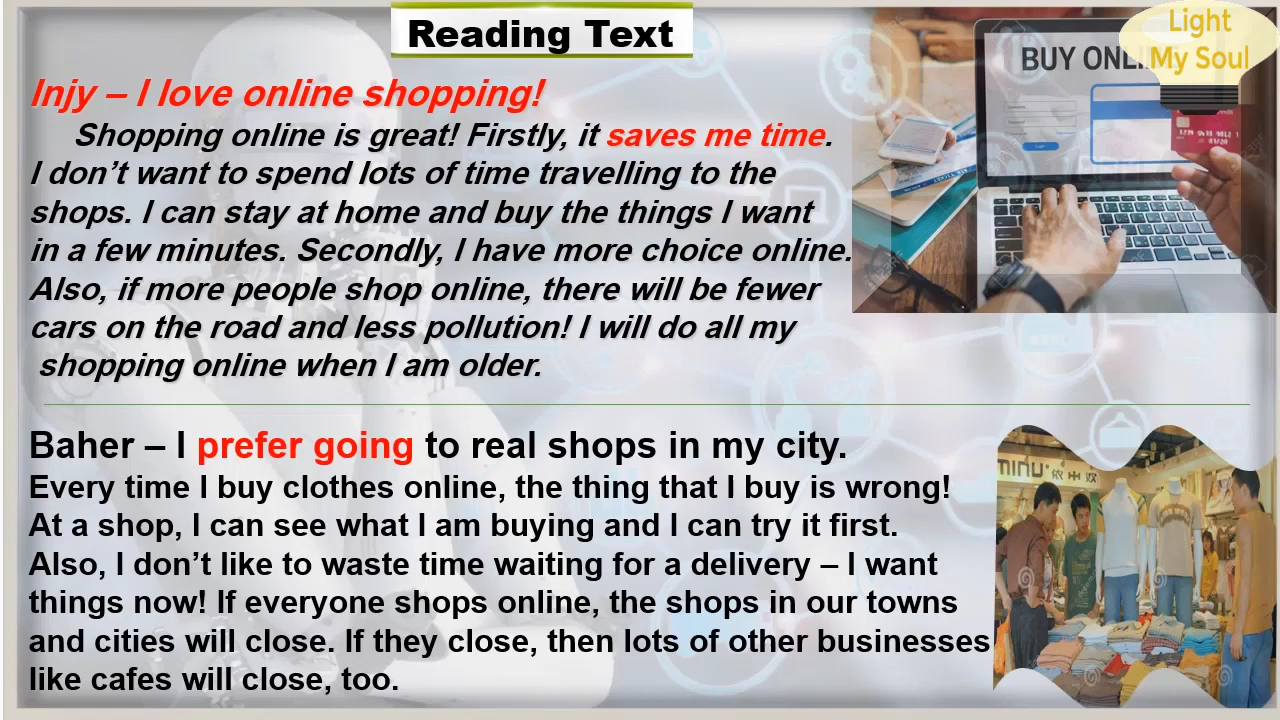 Reading Text
Light
My Soul
BUY ONLI
Injy – I love online shopping!
Shopping online is great! Firstly, it saves me time.
I don’t want to spend lots of time travelling to the
shops. I can stay at home and buy the things I want
in a few minutes. Secondly, I have more choice online.
Also, if more people shop online, there will be fewer
cars on the road and less pollution! I will do all my
shopping online when I am older.
Baher – I prefer going to real shops in my city.
Every time I buy clothes online, the thing that I buy is wrong!
At a shop, I can see what I am buying and I can try it first.
Also, I don’t like to waste time waiting for a delivery – I want
things now! If everyone shops online, the shops in our towns
and cities will close. If they close, then lots of other businesses
like cafes will close, too.